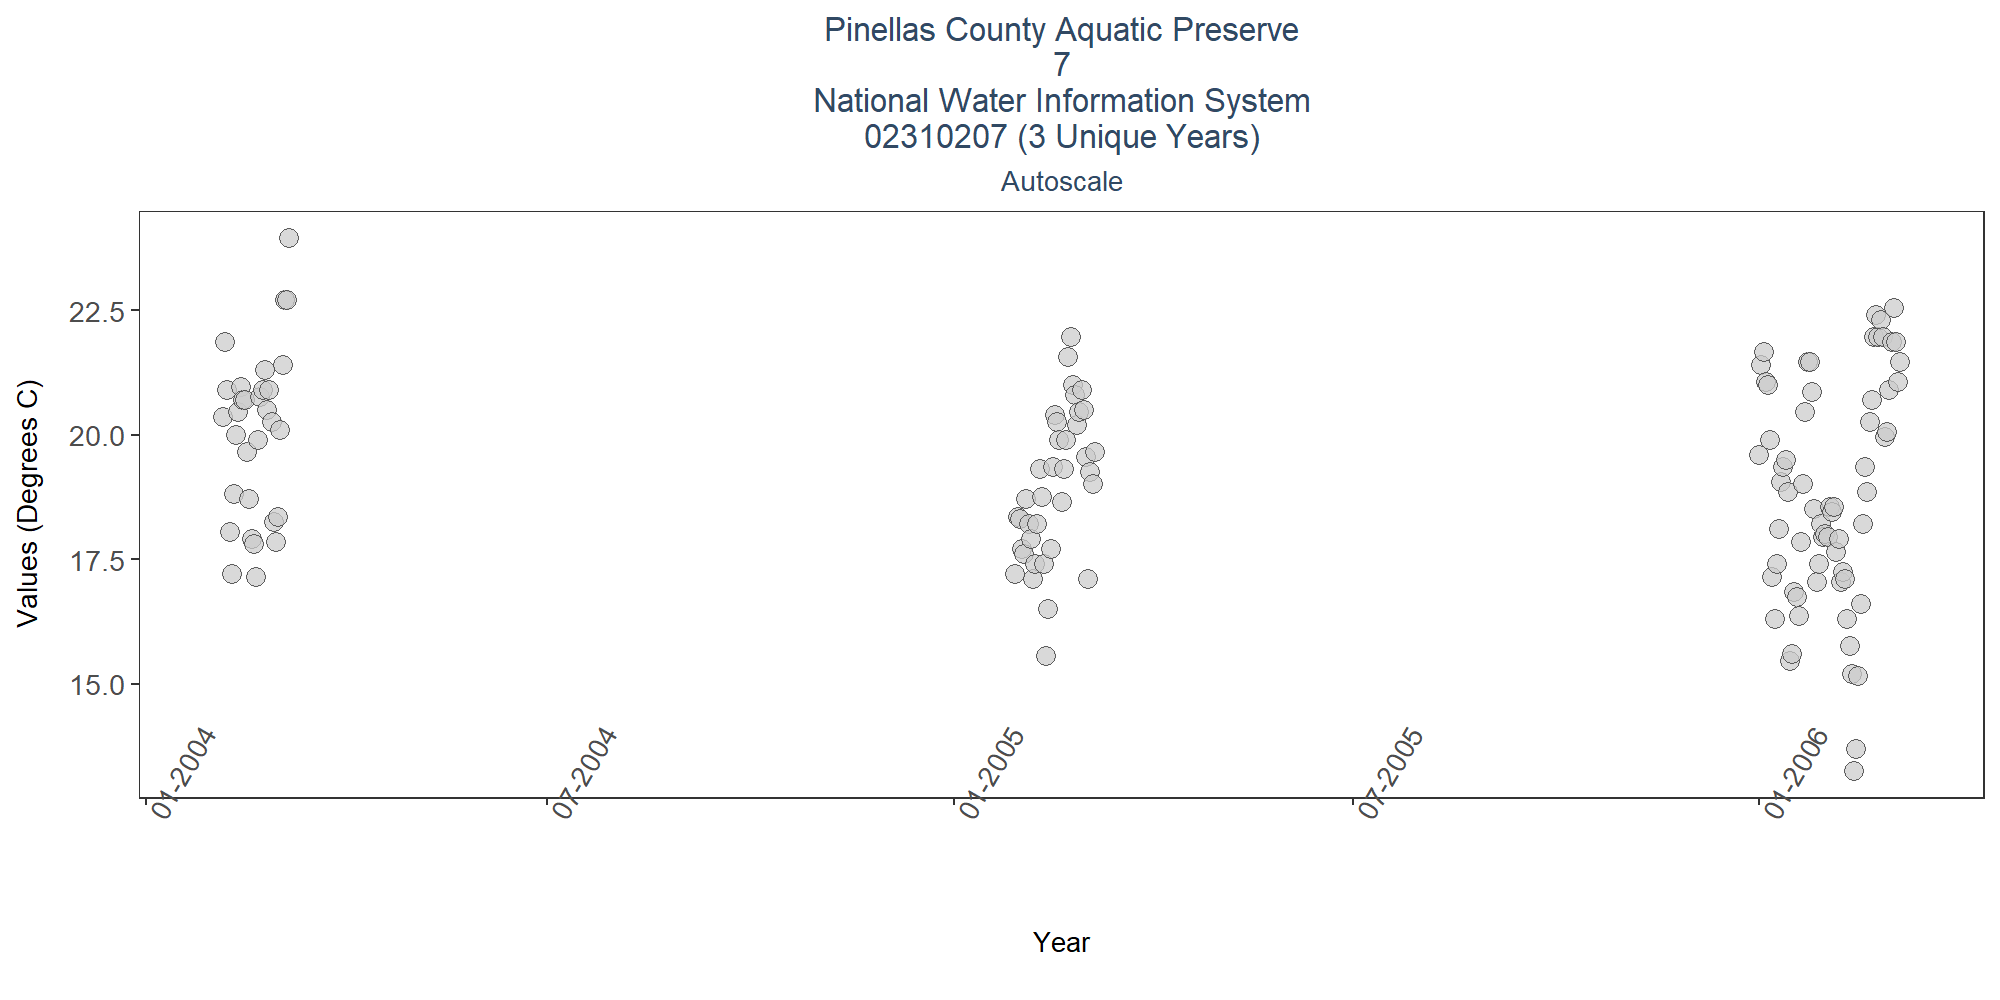 Pinellas County Aquatic Preserve
7
National Water Information System
02310207 (3 Unique Years)
Autoscale
Values (Degrees C)
22.5
20.0
17.5
15.0
01-2004
07-2004
01-2005
07-2005
01-2006
Year